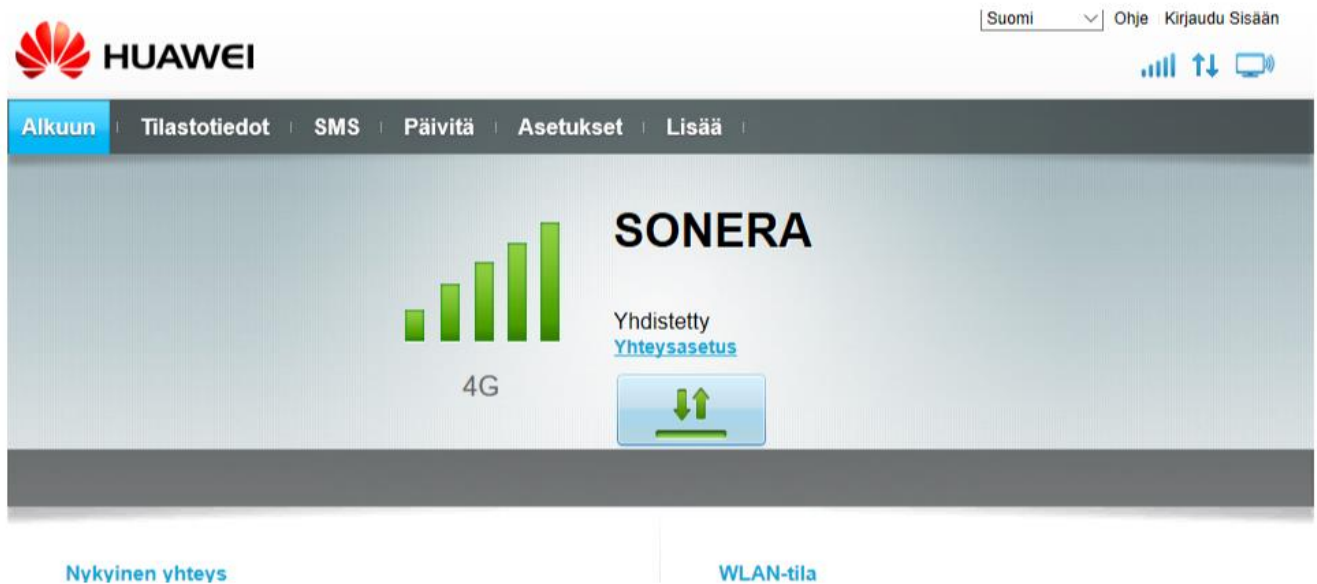 Suomi Ohje Kirjaudu Sisään
HUAWEI
Alkuun Tilastotiedot SMS Päivitä Asetukset Lisää
SONERA
Yhdistetty
Yhteysasetus
4G
Nykyinen yhteys WLAN-tila